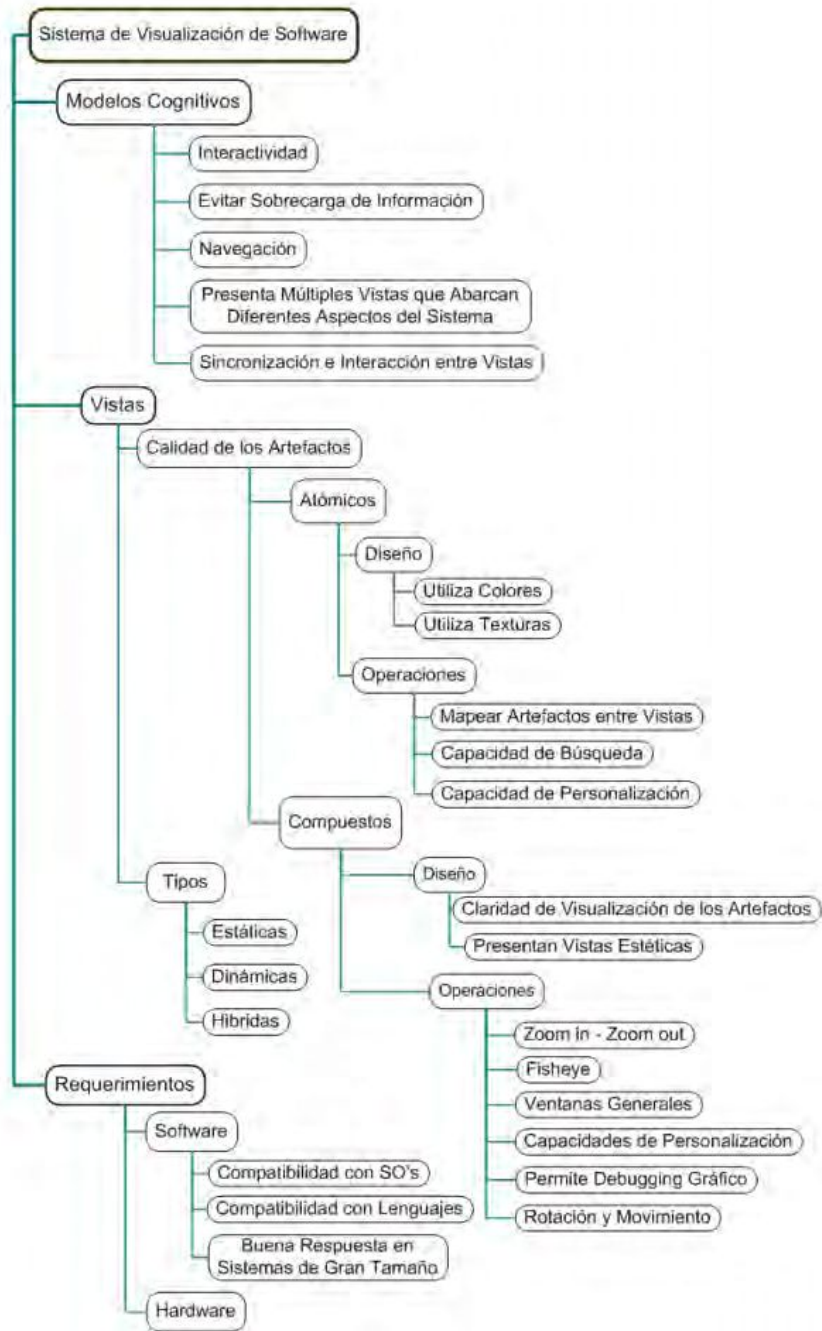 Sistema de Visualización de Software
Modelos Cognitivos
Interactividad
Evitar Sobrecarga de Información
Navegación
Presenta Múltiples Vistas que Abarcan
Diferentes Aspectos del Sistema
Sincronización e Interacción entre Vistas
Vistas
Calidad de los Artefactos
Atómicos
Diseño
Utiliza Colores
Utiliza Texturas
Operaciones
Mapear Artefactos entre Vistas
Capacidad de Búsqueda
Capacidad de Personalización
Compuestos
Diseño
Claridad de Visualización de los Artefactos
Presentan Vistas Estéticas
Operaciones
Zoom in - Zoom out
Fisheye
Ventanas Generales
Capacidades de Personalización
Permite Debugging Gráfico
Rotación y Movimiento
Tipos
Estáticas
Dinámicas
Hibridas
Requerimientos
Software
Compatibilidad con SO's
Compatibilidad con Lenguajes
Buena Respuesta en
Sistemas de Gran Tamaño
Hardware